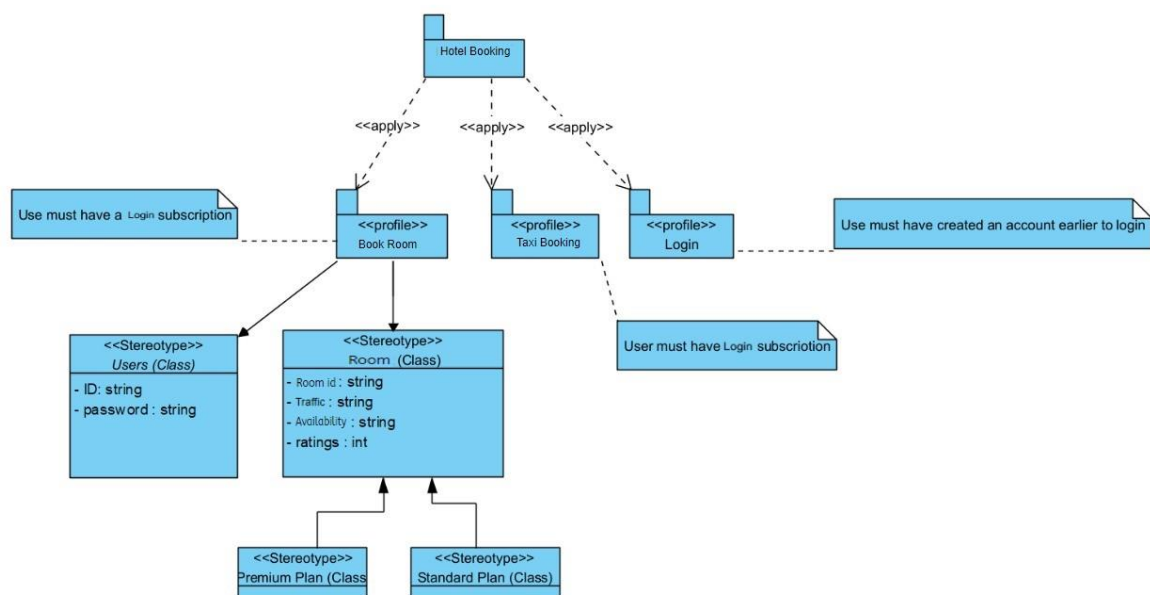 Hotel Booking
<<apply>>
<<apply>>
<<apply>>
Use must have a Login subscription
<<profile>>
Book Room
<<profile>>
Taxi Booking
<<profile>>
Login
Use must have created an account earlier to login
User must have Login subscriotion
<<Stereotype>>
Users (Class)
- ID: string
- password : string
<<Stereotype>>
Room (Class)
- Room id : string
- Traffic : string
- Availability : string
- ratings : int
<<Stereotype>>
Premium Plan (Class
<<Stereotype>>
Standard Plan (Class)